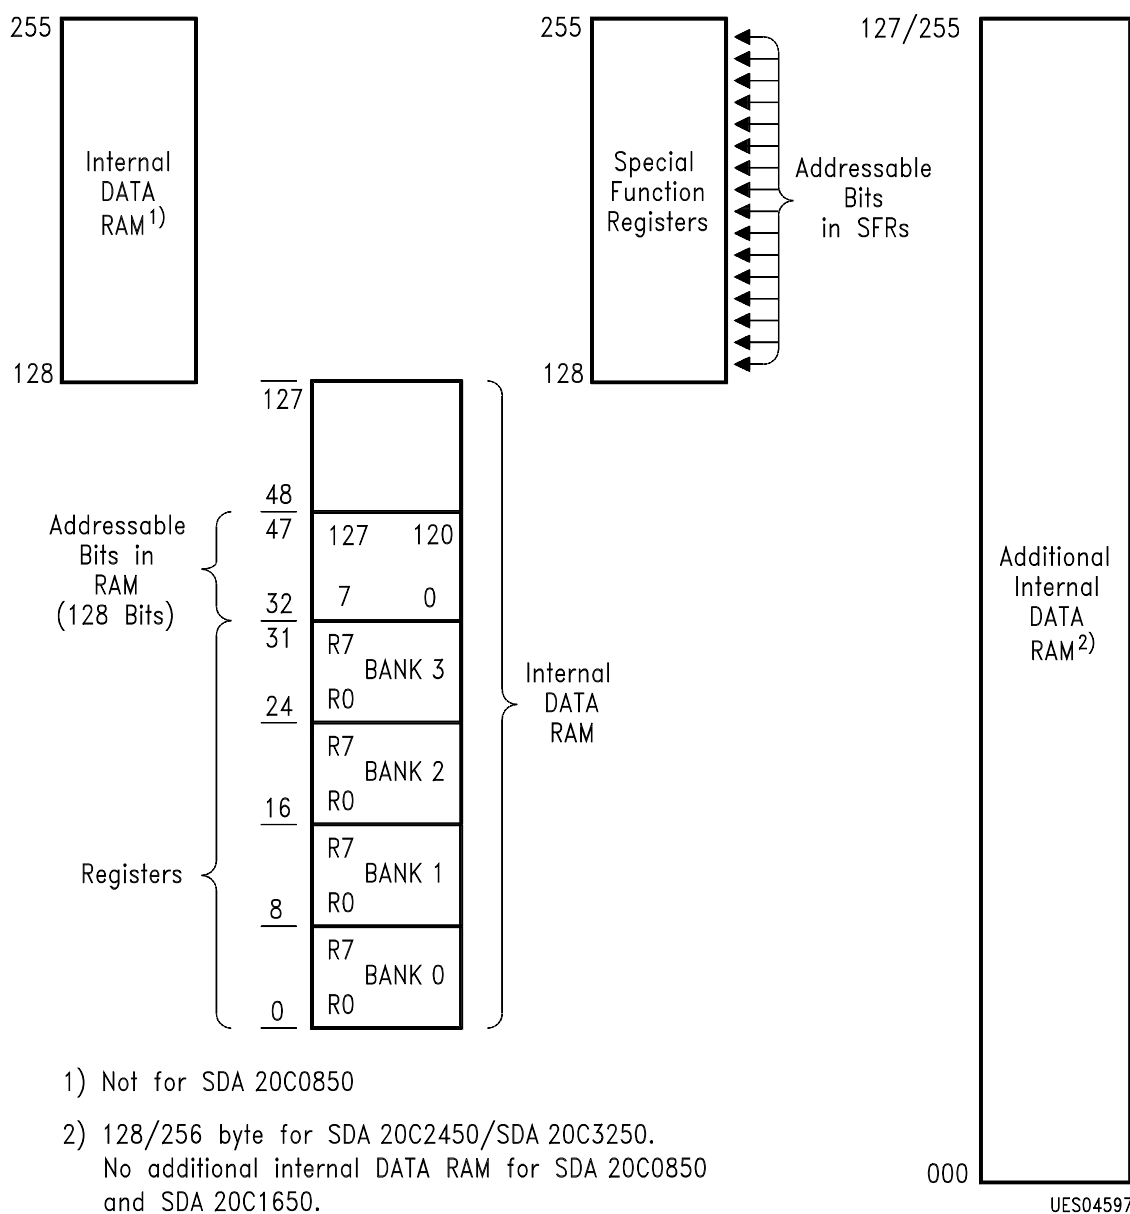 255
Internal
DATA
RAM1)
128
255
Special
Function
Registers
128
Addressable
Bits
in SFRs
127/255
Additional
Internal
DATA
RAM2)
000
127
48
47
32
31
24
16
8
0
Addressable
Bits in
RAM
(128 Bits)
Registers
127 120
7 0
R7
BANK 3
R0
R7
BANK 2
R0
R7
BANK 1
R0
R7
BANK 0
R0
Internal
DATA
RAM
1) Not for SDA 20C0850
2) 128/256 byte for SDA 20C2450/SDA 20C3250.
No additional internal DATA RAM for SDA 20C0850
and SDA 20C1650.
UES04597